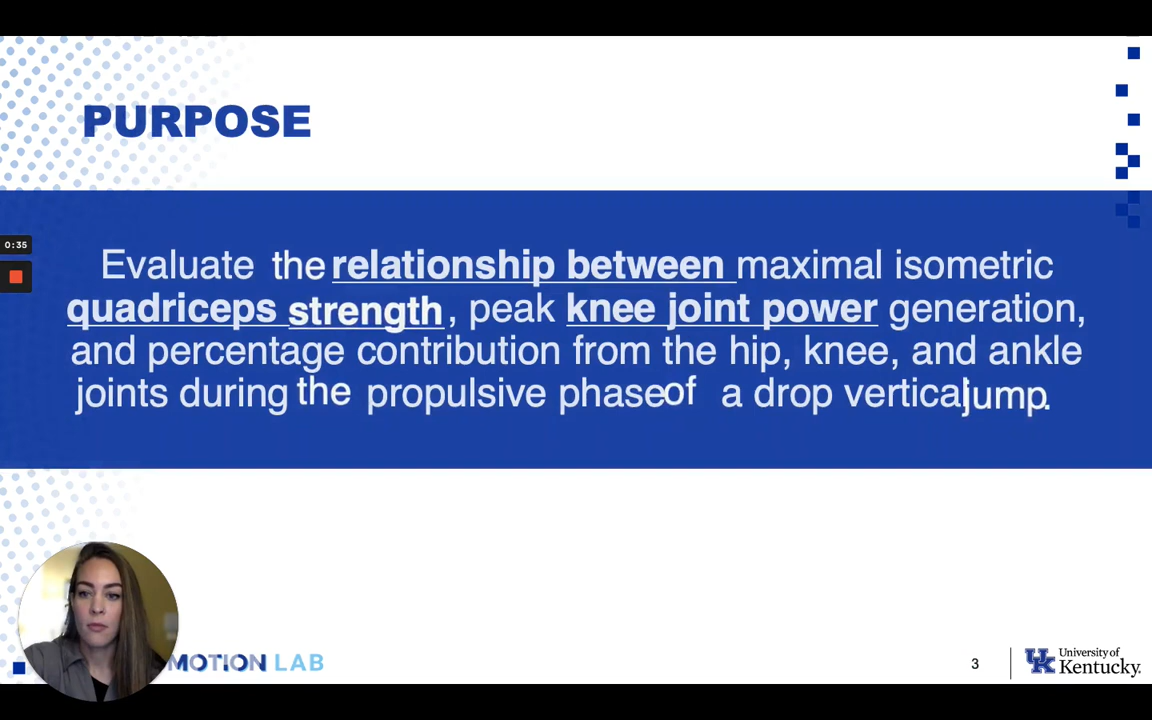 PURPOSE
0:35
Evaluate the relationship between maximal isometric
quadriceps strength, peak knee joint power generation,
and percentage contribution from the hip, knee, and ankle
joints during the propulsive phase of a drop vertical jump.
MOTION LAB
3
UK
University of
Kentucky.